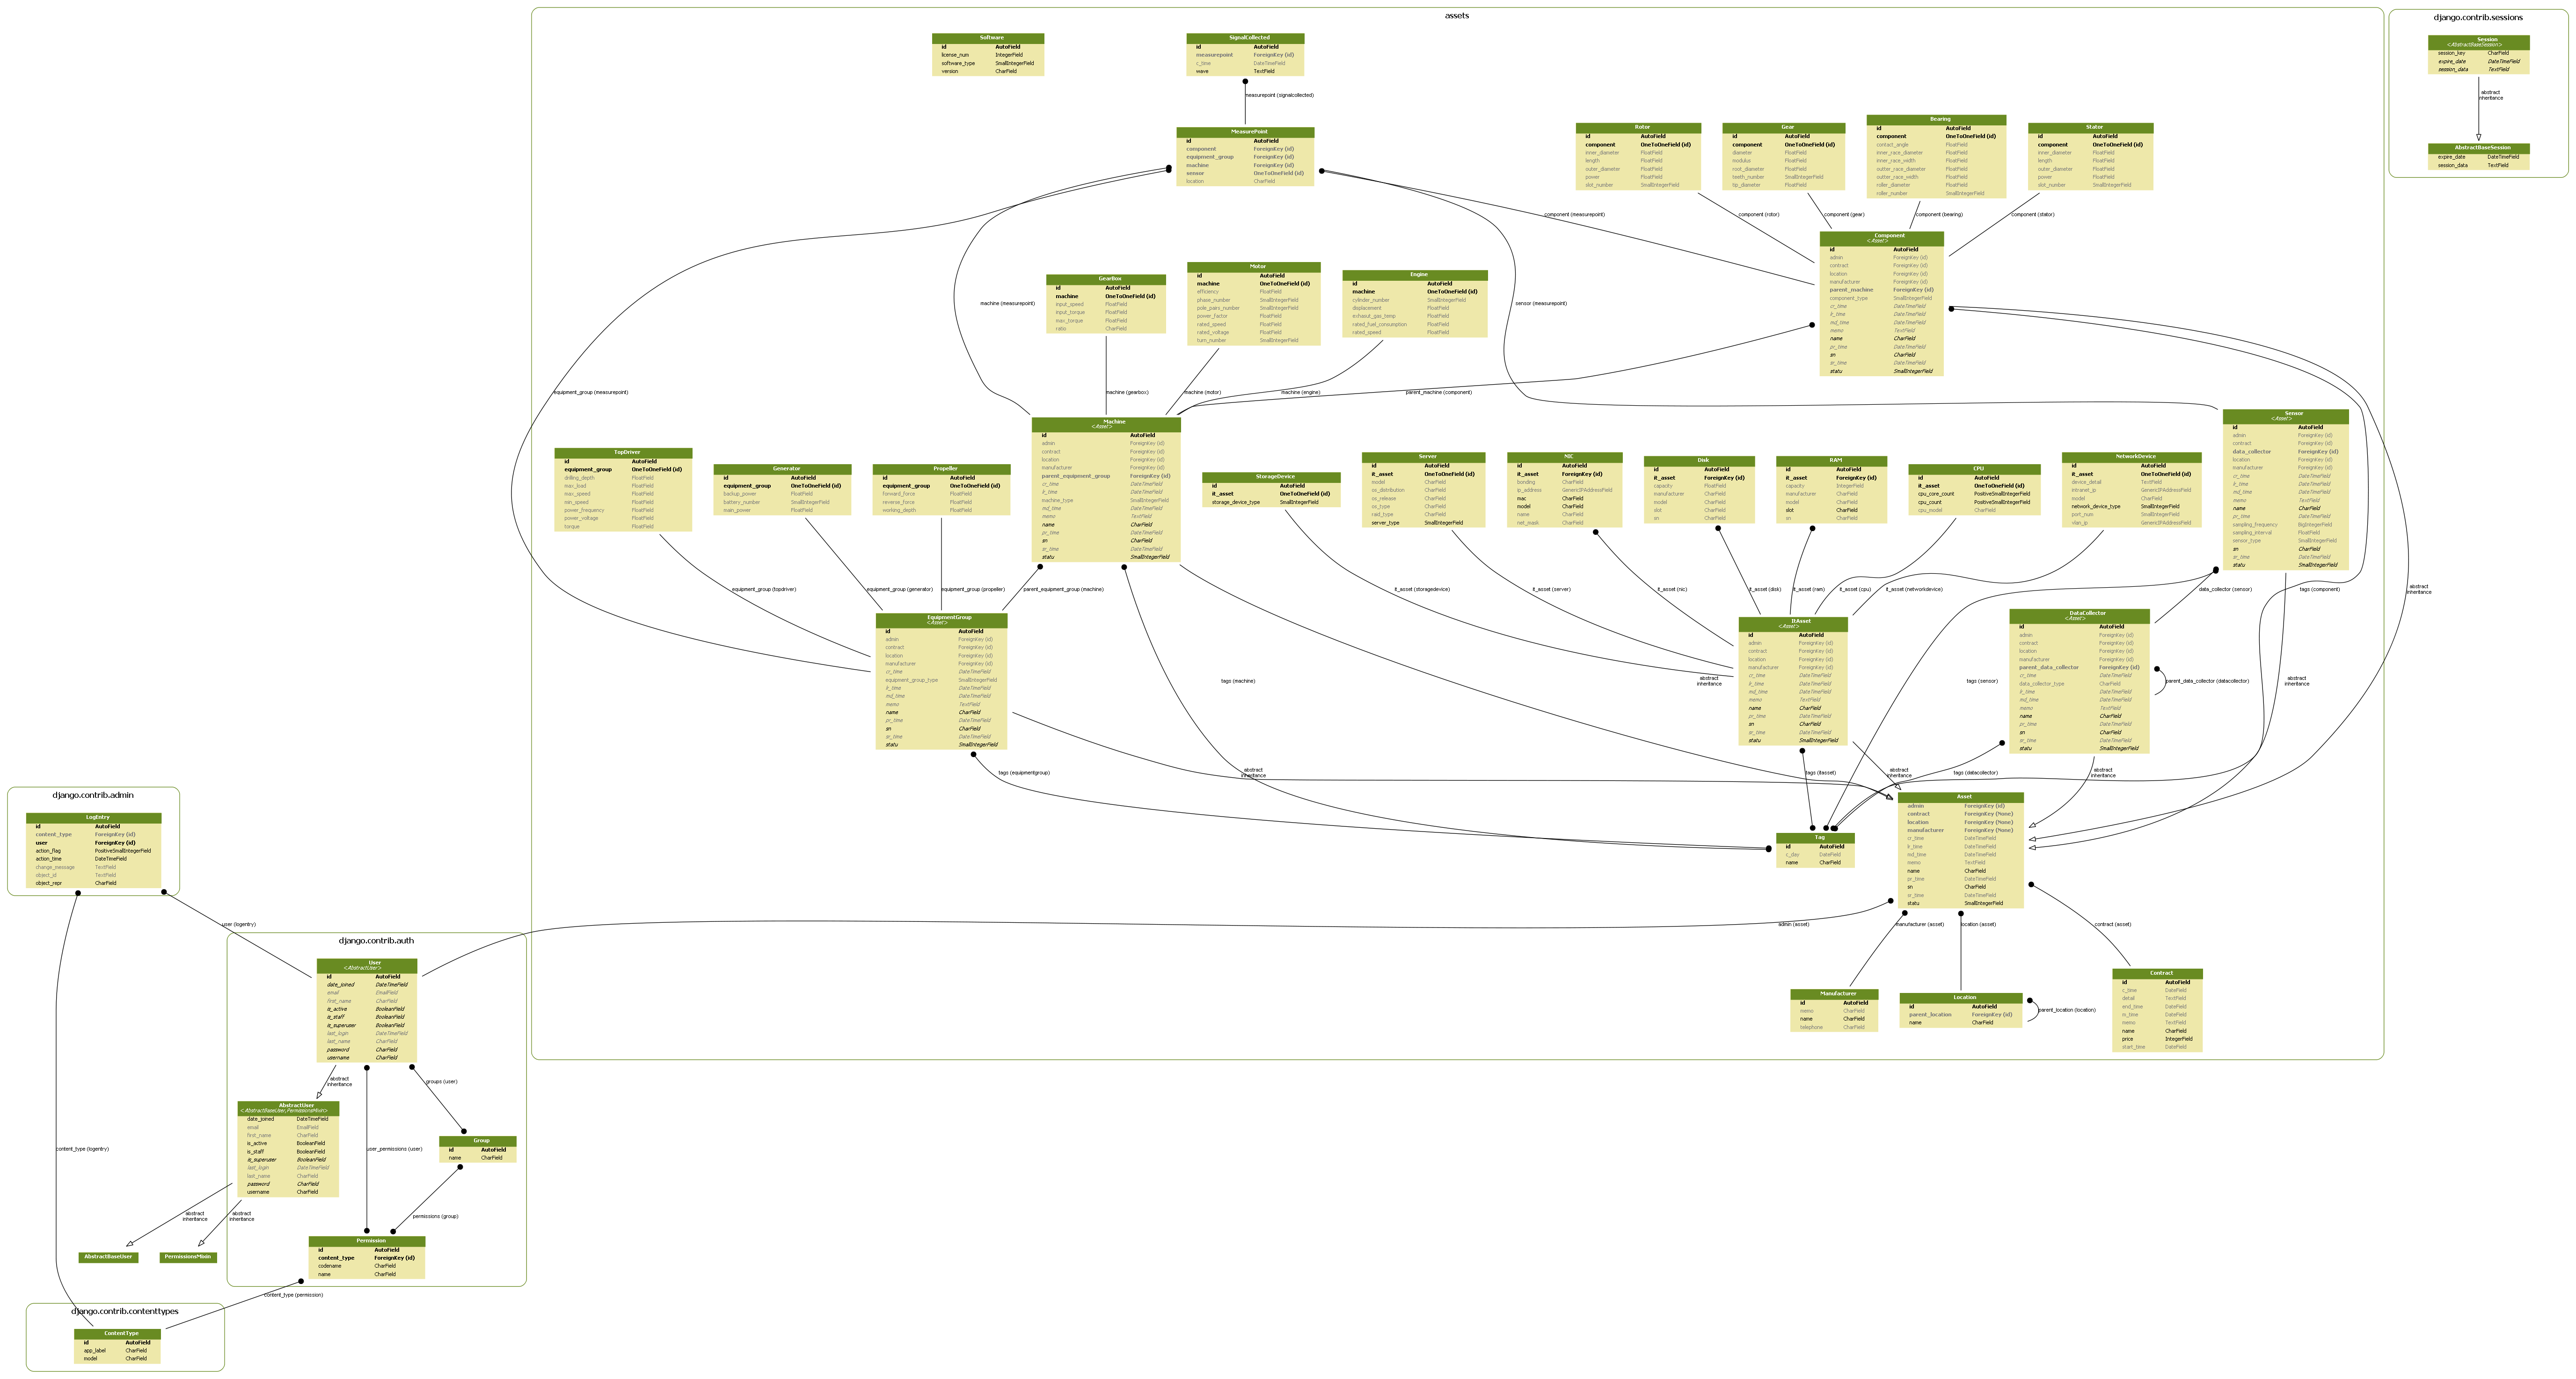 assets
Software
id AutoField
license_num IntegerField
software_type SmallIntegerField
version CharField
SignalCollected
id AutoField
measurepoint ForeignKey (id)
c_time DateTimeField
wave TextField
measurepoint (signalcollected)
MeasurePoint
id AutoField
component ForeignKey (id)
equipment_group ForeignKey (id)
machine ForeignKey (id)
sensor OneToOneField (id)
location CharField
Rotor
id AutoField
component OneToOneField (id)
inner_diameter FloatField
length FloatField
outer_diameter FloatField
power FloatField
slot_number SmallIntegerField
Gear
id AutoField
component OneToOneField (id)
diameter FloatField
modulus FloatField
root_diameter FloatField
teeth_number SmallIntegerField
tip_diameter FloatField
Bearing
id AutoField
component OneToOneField (id)
contact_angle FloatField
inner_race_diameter FloatField
inner_race_width FloatField
outter_race_diameter FloatField
outter_race_width FloatField
roller_diameter FloatField
roller_number SmallIntegerField
Stator
id AutoField
component OneToOneField (id)
inner_diameter FloatField
length FloatField
outer_diameter FloatField
power FloatField
slot_number SmallIntegerField
component (measurepoint)
component (rotor)
component (gear)
component (bearing)
component (stator)
Component
<Asset>
id AutoField
admin ForeignKey (id)
contract ForeignKey (id)
location ForeignKey (id)
manufacturer ForeignKey (id)
parent_machine ForeignKey (id)
component_type SmallIntegerField
cr_time DateTimeField
lr_time DateTimeField
md_time DateTimeField
memo TextField
name CharField
pr_time DateTimeField
sn CharField
sr_time DateTimeField
statu SmallIntegerField
GearBox
id AutoField
machine OneToOneField (id)
input_speed FloatField
input_torque FloatField
max_torque FloatField
ratio CharField
Motor
id AutoField
machine OneToOneField (id)
efficiency FloatField
phase_number SmallIntegerField
pole_pairs_number SmallIntegerField
power_factor FloatField
rated_speed FloatField
rated_voltage FloatField
turn_number SmallIntegerField
Engine
id AutoField
machine OneToOneField (id)
cylinder_number SmallIntegerField
displacement FloatField
exhaust_gas_temp FloatField
rated_fuel_consumption FloatField
rated_speed FloatField
machine (measurepoint)
sensor (measurepoint)
equipment_group (measurepoint)
machine (gearbox)
machine (motor)
machine (engine)
parent_machine (component)
Machine
<Asset>
id AutoField
admin ForeignKey (id)
contract ForeignKey (id)
location ForeignKey (id)
manufacturer ForeignKey (id)
parent_equipment_group ForeignKey (id)
cr_time DateTimeField
lr_time DateTimeField
machine_type SmallIntegerField
md_time DateTimeField
memo TextField
name CharField
pr_time DateTimeField
sn CharField
sr_time DateTimeField
statu SmallIntegerField
Sensor
<Asset>
id AutoField
admin ForeignKey (id)
contract ForeignKey (id)
data_collector ForeignKey (id)
location ForeignKey (id)
manufacturer ForeignKey (id)
cr_time DateTimeField
lr_time DateTimeField
md_time DateTimeField
memo TextField
name CharField
pr_time DateTimeField
sampling_frequency BigIntegerField
sampling_interval FloatField
sensor_type SmallIntegerField
sn CharField
sr_time DateTimeField
statu SmallIntegerField
TopDriver
id AutoField
equipment_group OneToOneField (id)
drilling_depth FloatField
max_load FloatField
max_speed FloatField
min_speed FloatField
power_frequency FloatField
power_voltage FloatField
torque FloatField
Generator
id AutoField
equipment_group OneToOneField (id)
backup_power FloatField
battery_number SmallIntegerField
main_power FloatField
Propeller
id AutoField
equipment_group OneToOneField (id)
forward_force FloatField
reverse_force FloatField
working_depth FloatField
StorageDevice
id AutoField
it_asset OneToOneField (id)
storage_device_type SmallIntegerField
Server
id AutoField
it_asset OneToOneField (id)
model CharField
os_distribution CharField
os_release CharField
os_type CharField
raid_type CharField
server_type SmallIntegerField
NIC
id AutoField
it_asset ForeignKey (id)
bonding CharField
ip_address GenericIPAddressField
mac CharField
model CharField
name CharField
net_mask CharField
Disk
id AutoField
it_asset ForeignKey (id)
capacity FloatField
manufacturer CharField
model CharField
slot CharField
sn CharField
RAM
id AutoField
it_asset ForeignKey (id)
capacity IntegerField
manufacturer CharField
model CharField
slot CharField
sn CharField
CPU
id AutoField
it_asset OneToOneField (id)
cpu_core_count PositiveSmallIntegerField
cpu_count PositiveSmallIntegerField
cpu_model CharField
NetworkDevice
id AutoField
it_asset OneToOneField (id)
device_detail TextField
intranet_ip GenericIPAddressField
model CharField
network_device_type SmallIntegerField
port_num SmallIntegerField
vlan_ip GenericIPAddressField
equipment_group (topdriver)
equipment_group (generator)
equipment_group (propeller)
parent_equipment_group (machine)
it_asset (storagedevice)
it_asset (server)
it_asset (nic)
it_asset (disk)
it_asset (ram)
it_asset (cpu)
it_asset (networkdevice)
data_collector (sensor)
tags (component)
abstract
inheritance
EquipmentGroup
<Asset>
id AutoField
admin ForeignKey (id)
contract ForeignKey (id)
location ForeignKey (id)
manufacturer ForeignKey (id)
cr_time DateTimeField
equipment_group_type SmallIntegerField
lr_time DateTimeField
md_time DateTimeField
memo TextField
name CharField
pr_time DateTimeField
sn CharField
sr_time DateTimeField
statu SmallIntegerField
ItAsset
<Asset>
id AutoField
admin ForeignKey (id)
contract ForeignKey (id)
location ForeignKey (id)
manufacturer ForeignKey (id)
cr_time DateTimeField
lr_time DateTimeField
md_time DateTimeField
memo TextField
name CharField
pr_time DateTimeField
sn CharField
sr_time DateTimeField
statu SmallIntegerField
DataCollector
<Asset>
id AutoField
admin ForeignKey (id)
contract ForeignKey (id)
location ForeignKey (id)
manufacturer ForeignKey (id)
parent_data_collector ForeignKey (id)
cr_time DateTimeField
data_collector_type CharField
lr_time DateTimeField
md_time DateTimeField
memo TextField
name CharField
pr_time DateTimeField
sn CharField
sr_time DateTimeField
statu SmallIntegerField
parent_data_collector (datacollector)
tags (machine)
abstract
inheritance
tags (sensor)
abstract
inheritance
tags (equipmentgroup)
abstract
inheritance
tags (itasset)
abstract
inheritance
tags (datacollector)
abstract
inheritance
Tag
id AutoField
c_day DateField
name CharField
Asset
admin ForeignKey (id)
contract ForeignKey (None)
location ForeignKey (None)
manufacturer ForeignKey (None)
cr_time DateTimeField
lr_time DateTimeField
md_time DateTimeField
memo TextField
name CharField
pr_time DateTimeField
sn CharField
sr_time DateTimeField
statu SmallIntegerField
admin (asset)
manufacturer (asset)
location (asset)
contract (asset)
Manufacturer
id AutoField
memo CharField
name CharField
telephone CharField
Location
id AutoField
parent_location ForeignKey (id)
name CharField
parent_location (location)
Contract
id AutoField
c_time DateField
detail TextField
end_time DateField
m_time DateField
memo TextField
name CharField
price IntegerField
start_time DateField
django.contrib.sessions
Session
<AbstractBaseSession>
session_key CharField
expire_date DateTimeField
session_data TextField
abstract
inheritance
AbstractBaseSession
expire_date DateTimeField
session_data TextField
django.contrib.admin
LogEntry
id AutoField
content_type ForeignKey (id)
user ForeignKey (id)
action_flag PositiveSmallIntegerField
action_time DateTimeField
change_message TextField
object_id TextField
object_repr CharField
user (logentry)
content_type (logentry)
django.contrib.auth
User
<AbstractUser>
id AutoField
date_joined DateTimeField
email EmailField
first_name CharField
is_active BooleanField
is_staff BooleanField
is_superuser BooleanField
last_login DateTimeField
last_name CharField
password CharField
username CharField
abstract
inheritance
groups (user)
user_permissions (user)
AbstractUser
<AbstractBaseUser,PermissionsMixin>
date_joined DateTimeField
email EmailField
first_name CharField
is_active BooleanField
is_staff BooleanField
is_superuser BooleanField
last_login DateTimeField
last_name CharField
password CharField
username CharField
Group
id AutoField
name CharField
abstract
inheritance
abstract
inheritance
permissions (group)
AbstractBaseUser
PermissionsMixin
Permission
id AutoField
content_type ForeignKey (id)
codename CharField
name CharField
content_type (permission)
django.contrib.contenttypes
ContentType
id AutoField
app_label CharField
model CharField